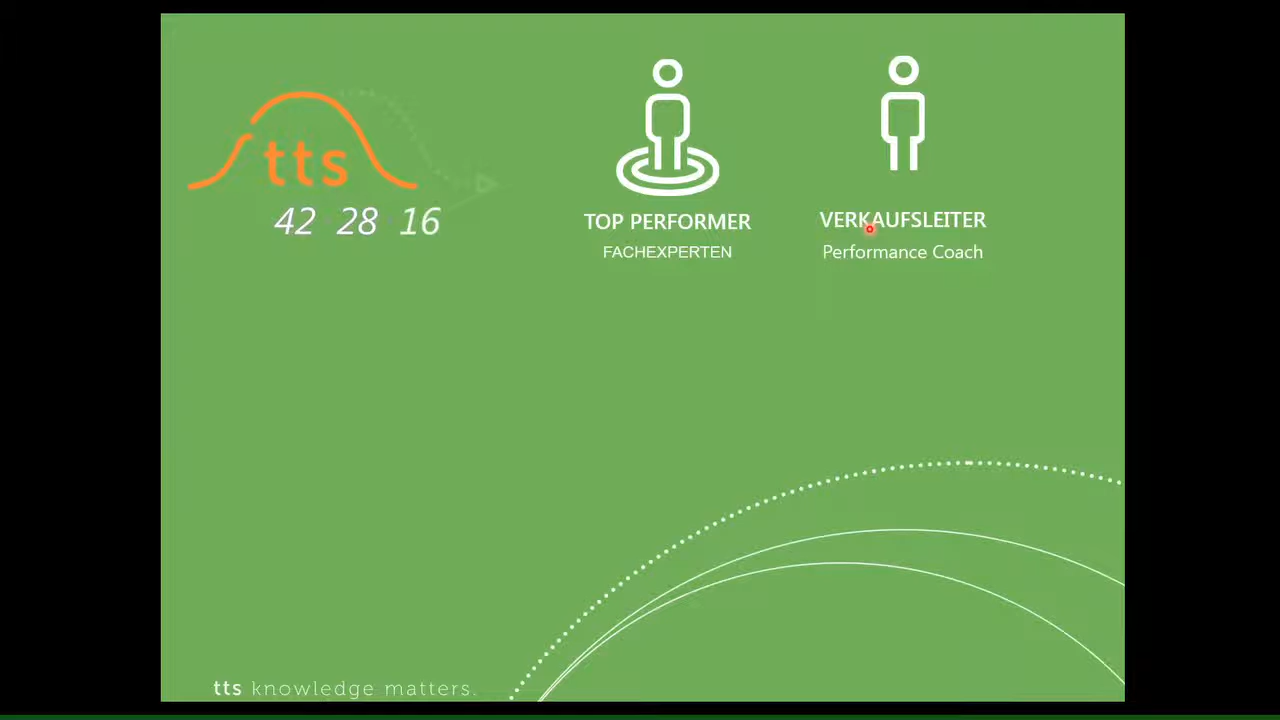 tts
42 28 16
TOP PERFORMER
FACHEXPERTEN
VERKAUFSLEITER
Performance Coach
tts knowledge matters.